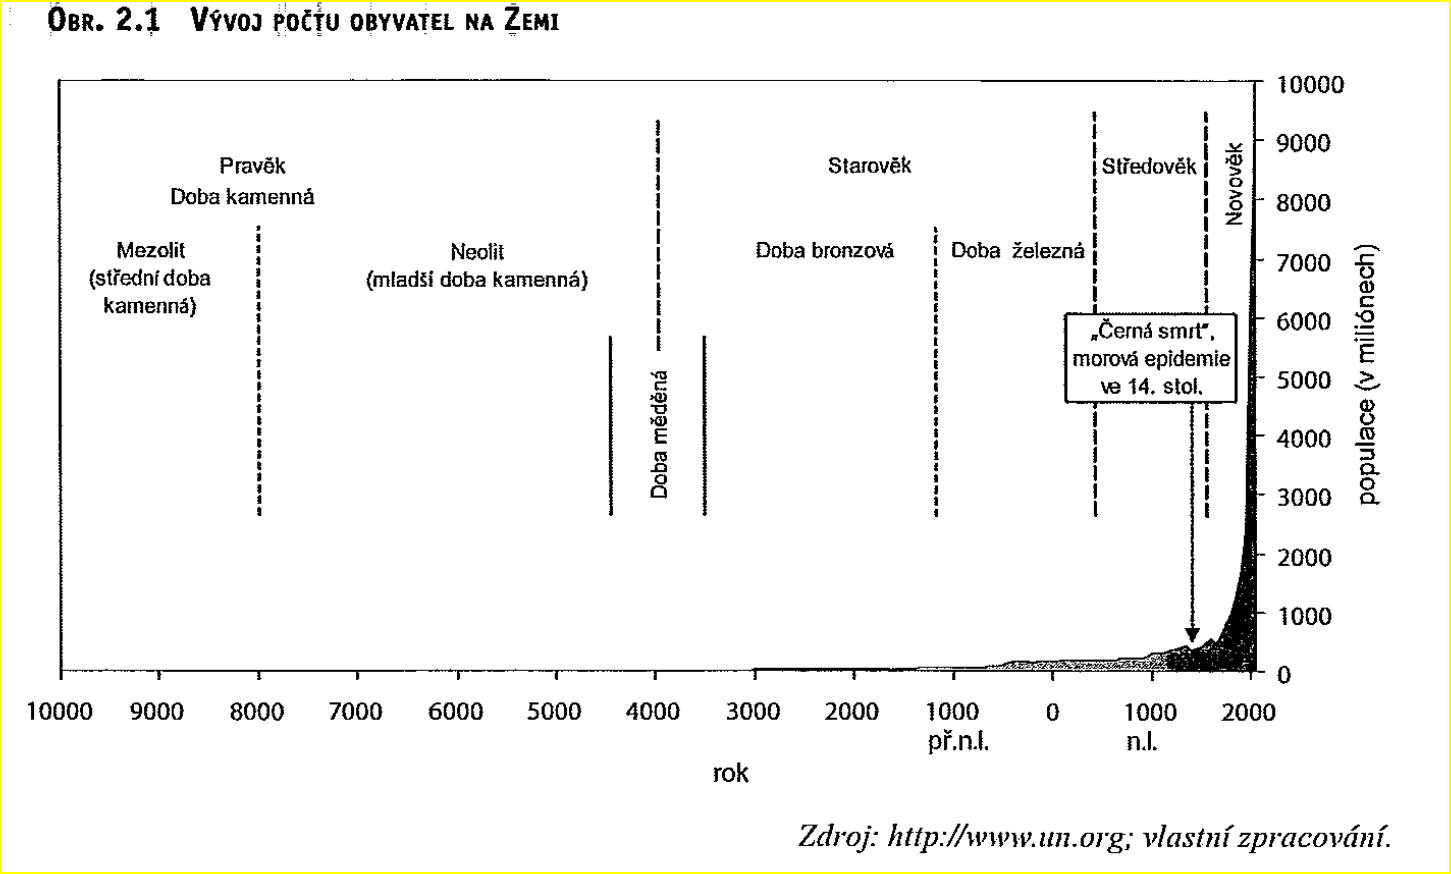 OBR. 2.1 VÝVOJ POČTU OBYVATEL NA ZEMI
10000
9000
8000
7000
6000
5000
4000
3000
2000
1000
0
populace (v miliónech)
Pravěk
Doba kamenná
Mezolit
(střední doba
kamenná)
Neolit
(mladší doba kamenná)
Doba měděná
Starověk
Doba bronzová
Doba železná
Středověk
Novověk
„Černá smrt",
morová epidemie
ve 14. stol.
10000 9000 8000 7000 6000 5000 4000 3000 2000 1000 0 1000 2000
př.n.l. n.l.
rok
Zdroj: http://www.un.org; vlastní zpracování.